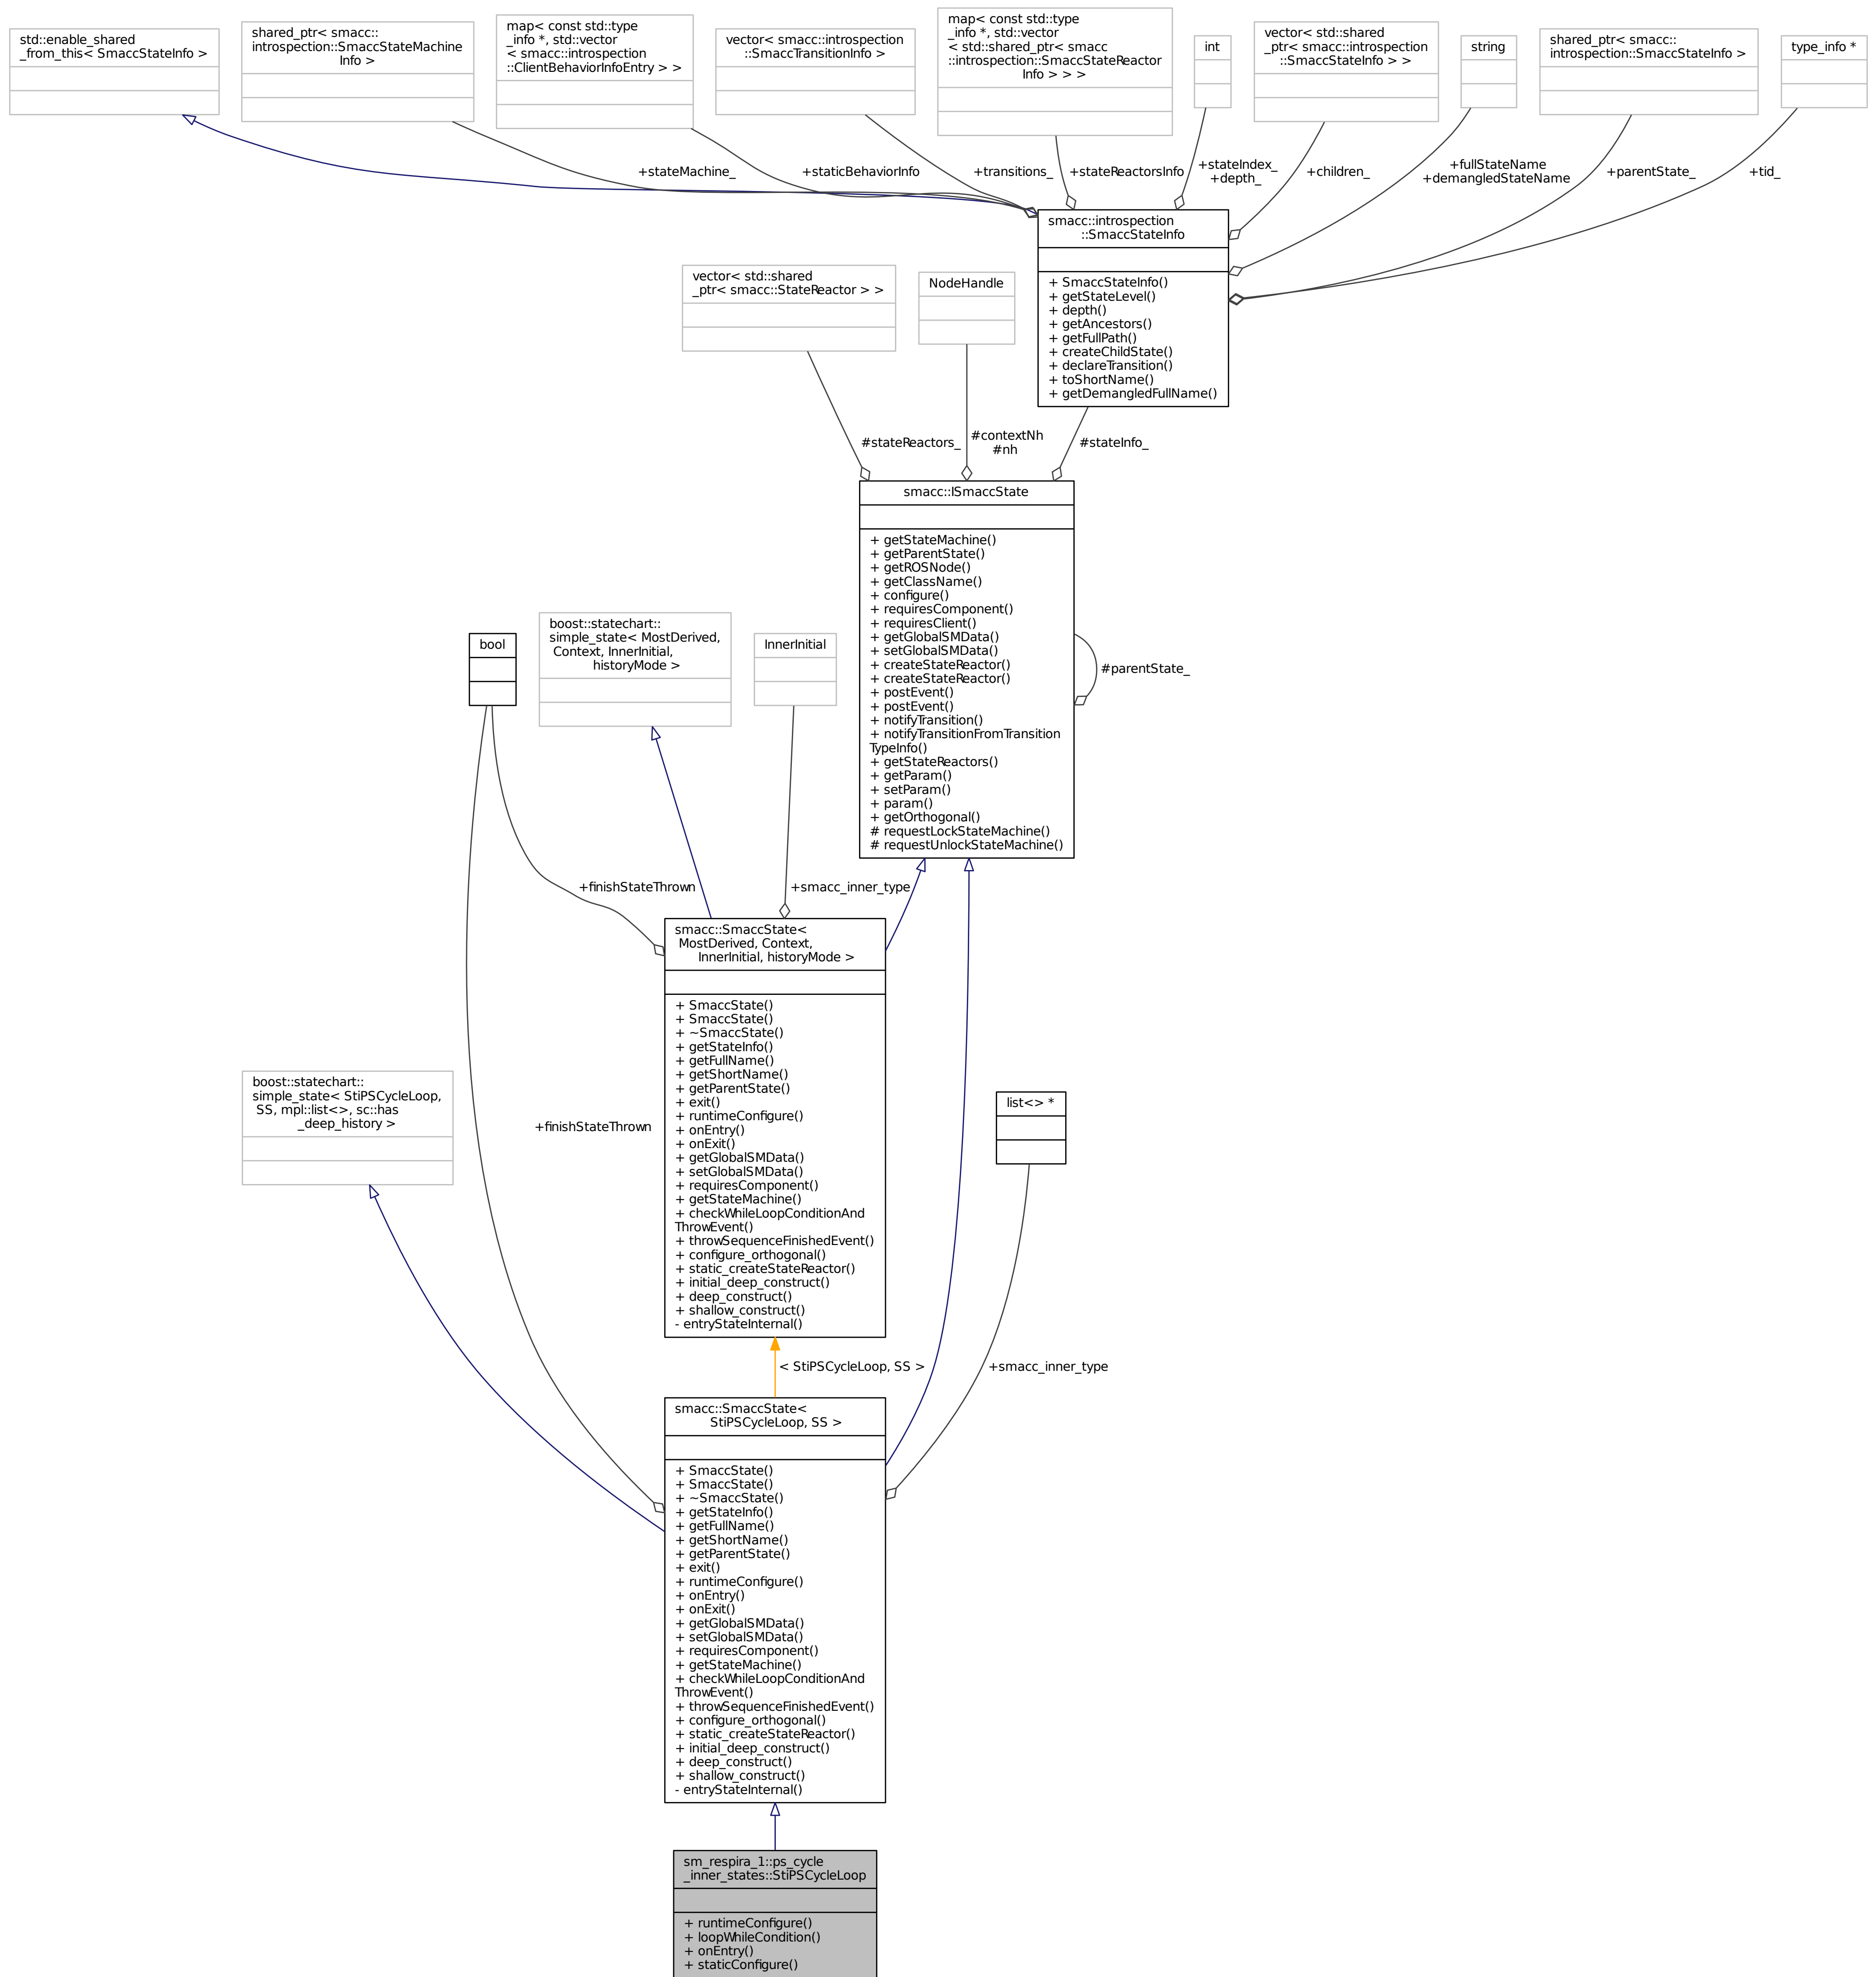 std::enable_shared
_from_this< SmaccStateInfo >
shared_ptr< smacc::
introspection::SmaccStateMachine
Info >
map< const std::type
_info *, std::vector
< smacc::introspection
::ClientBehaviorInfoEntry > >
vector< smacc::introspection
::SmaccTransitionInfo >
map< const std::type
_info *, std::vector
< std::shared_ptr< smacc
::introspection::SmaccStateReactor
Info > > >
int
vector< std::shared
_ptr< smacc::introspection
::SmaccStateInfo > >
string
shared_ptr< smacc::
introspection::SmaccStateInfo >
type_info *
+stateMachine_
+staticBehaviorInfo
+transitions_
+stateReactorsInfo
+stateIndex_
+depth_
+children_
+fullStateName
+demangledStateName
+parentState_
+tid_
smacc::introspection
::SmaccStateInfo
+ SmaccStateInfo()
+ getStateLevel()
+ depth()
+ getAncestors()
+ getFullPath()
+ createChildState()
+ declareTransition()
+ toShortName()
+ getDemangledFullName()
vector< std::shared
_ptr< smacc::StateReactor > >
NodeHandle
#stateReactors_
#contextNh
#nh
#stateInfo_
smacc::ISmaccState
+ getStateMachine()
+ getParentState()
+ getROSNode()
+ getClassName()
+ configure()
+ requiresComponent()
+ requiresClient()
+ getGlobalSMData()
+ setGlobalSMData()
+ createStateReactor()
+ createStateReactor()
+ postEvent()
+ postEvent()
+ notifyTransition()
+ notifyTransitionFromTransition
TypeInfo()
+ getStateReactors()
+ getParam()
+ setParam()
+ param()
+ getOrthogonal()
# requestLockStateMachine()
# requestUnlockStateMachine()
#parentState_
bool
boost::statechart::
simple_state< MostDerived,
Context, InnerInitial,
historyMode >
InnerInitial
+finishStateThrown
+smacc_inner_type
smacc::SmaccState<
MostDerived, Context,
InnerInitial, historyMode >
+ SmaccState()
+ SmaccState()
+ ~SmaccState()
+ getStateInfo()
+ getFullName()
+ getShortName()
+ getParentState()
+ exit()
+ runtimeConfigure()
+ onEntry()
+ onExit()
+ getGlobalSMData()
+ setGlobalSMData()
+ requiresComponent()
+ getStateMachine()
+ checkWhileLoopConditionAnd
ThrowEvent()
+ throwSequenceFinishedEvent()
+ configure_orthogonal()
+ static_createStateReactor()
+ initial_deep_construct()
+ deep_construct()
+ shallow_construct()
- entryStateInternal()
boost::statechart::
simple_state< StiPSCycleLoop,
SS, mpl::list<>, sc::has
_deep_history >
+finishStateThrown
list<> *
< StiPSCycleLoop, SS >
+smacc_inner_type
smacc::SmaccState<
StiPSCycleLoop, SS >
+ SmaccState()
+ SmaccState()
+ ~SmaccState()
+ getStateInfo()
+ getFullName()
+ getShortName()
+ getParentState()
+ exit()
+ runtimeConfigure()
+ onEntry()
+ onExit()
+ getGlobalSMData()
+ setGlobalSMData()
+ requiresComponent()
+ getStateMachine()
+ checkWhileLoopConditionAnd
ThrowEvent()
+ throwSequenceFinishedEvent()
+ configure_orthogonal()
+ static_createStateReactor()
+ initial_deep_construct()
+ deep_construct()
+ shallow_construct()
- entryStateInternal()
sm_respira_1::ps_cycle
_inner_states::StiPSCycleLoop
+ runtimeConfigure()
+ loopWhileCondition()
+ onEntry()
+ staticConfigure()